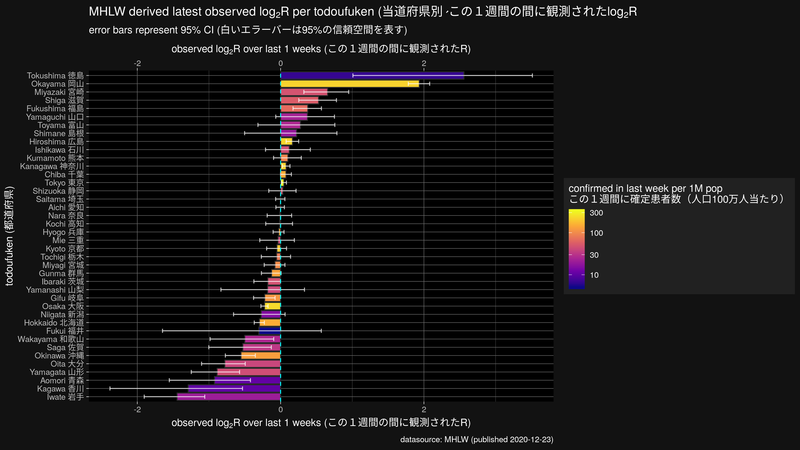 MHLW derived latest observed log₂R per todoufuken (当道府県別 -この１週間の間に観測されたlog₂R
error bars represent 95% CI (白いエラーバーは95%の信頼空間を表す)
observed log₂R over last 1 weeks (この１週間の間に観測されたR)
-2 0 2
todoufuken (都道府県)
Tokushima 徳島
Okayama 岡山
Miyazaki 宮崎
Shiga 滋賀
Fukushima 福島
Yamaguchi 山口
Toyama 富山
Shimane 島根
Hiroshima 広島
Ishikawa 石川
Kumamoto 熊本
Kanagawa 神奈川
Chiba 千葉
Tokyo 東京
Shizuoka 静岡
Saitama 埼玉
Aichi 愛知
Nara 奈良
Kochi 高知
Hyogo 兵庫
Mie 三重
Kyoto 京都
Tochigi 栃木
Miyagi 宮城
Gunma 群馬
Ibaraki 茨城
Yamanashi 山梨
Gifu 岐阜
Osaka 大阪
Niigata 新潟
Hokkaido 北海道
Fukui 福井
Wakayama 和歌山
Saga 佐賀
Okinawa 沖縄
Oita 大分
Yamagata 山形
Aomori 青森
Kagawa 香川
Iwate 岩手
-2 0 2
observed log₂R over last 1 weeks (この１週間の間に観測されたR)
confirmed in last week per 1M pop
この１週間に確定患者数（人口100万人当たり）
300
100
30
10
datasource: MHLW (published 2020-12-23)